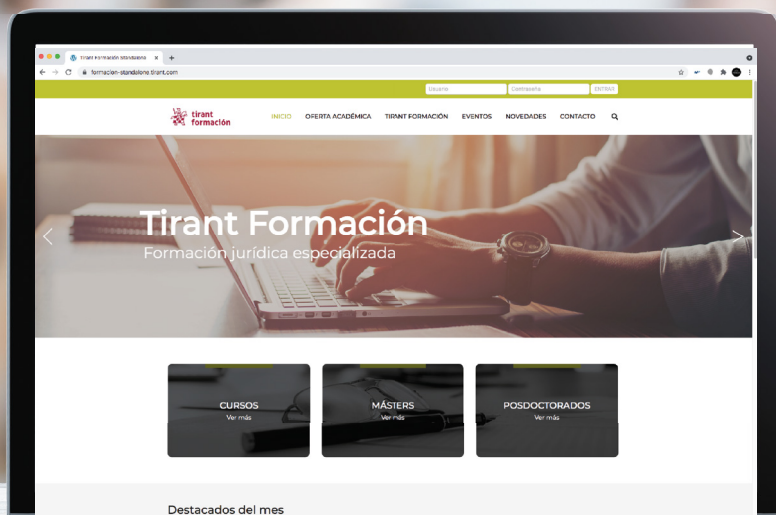 Tirant Formación Standalone
formacion-standalone.tirant.com
Usuario
Contraseña
ENTRAR
tirant
formación
INICIO
OFERTA ACADÉMICA
TIRANT FORMACIÓN
EVENTOS
NOVEDADES
CONTACTO
Tirant Formación
Formación jurídica especializada
CURSOS
Ver más
MÁSTERS
Ver más
POSDOCTORADOS
Ver más
Destacados del mes